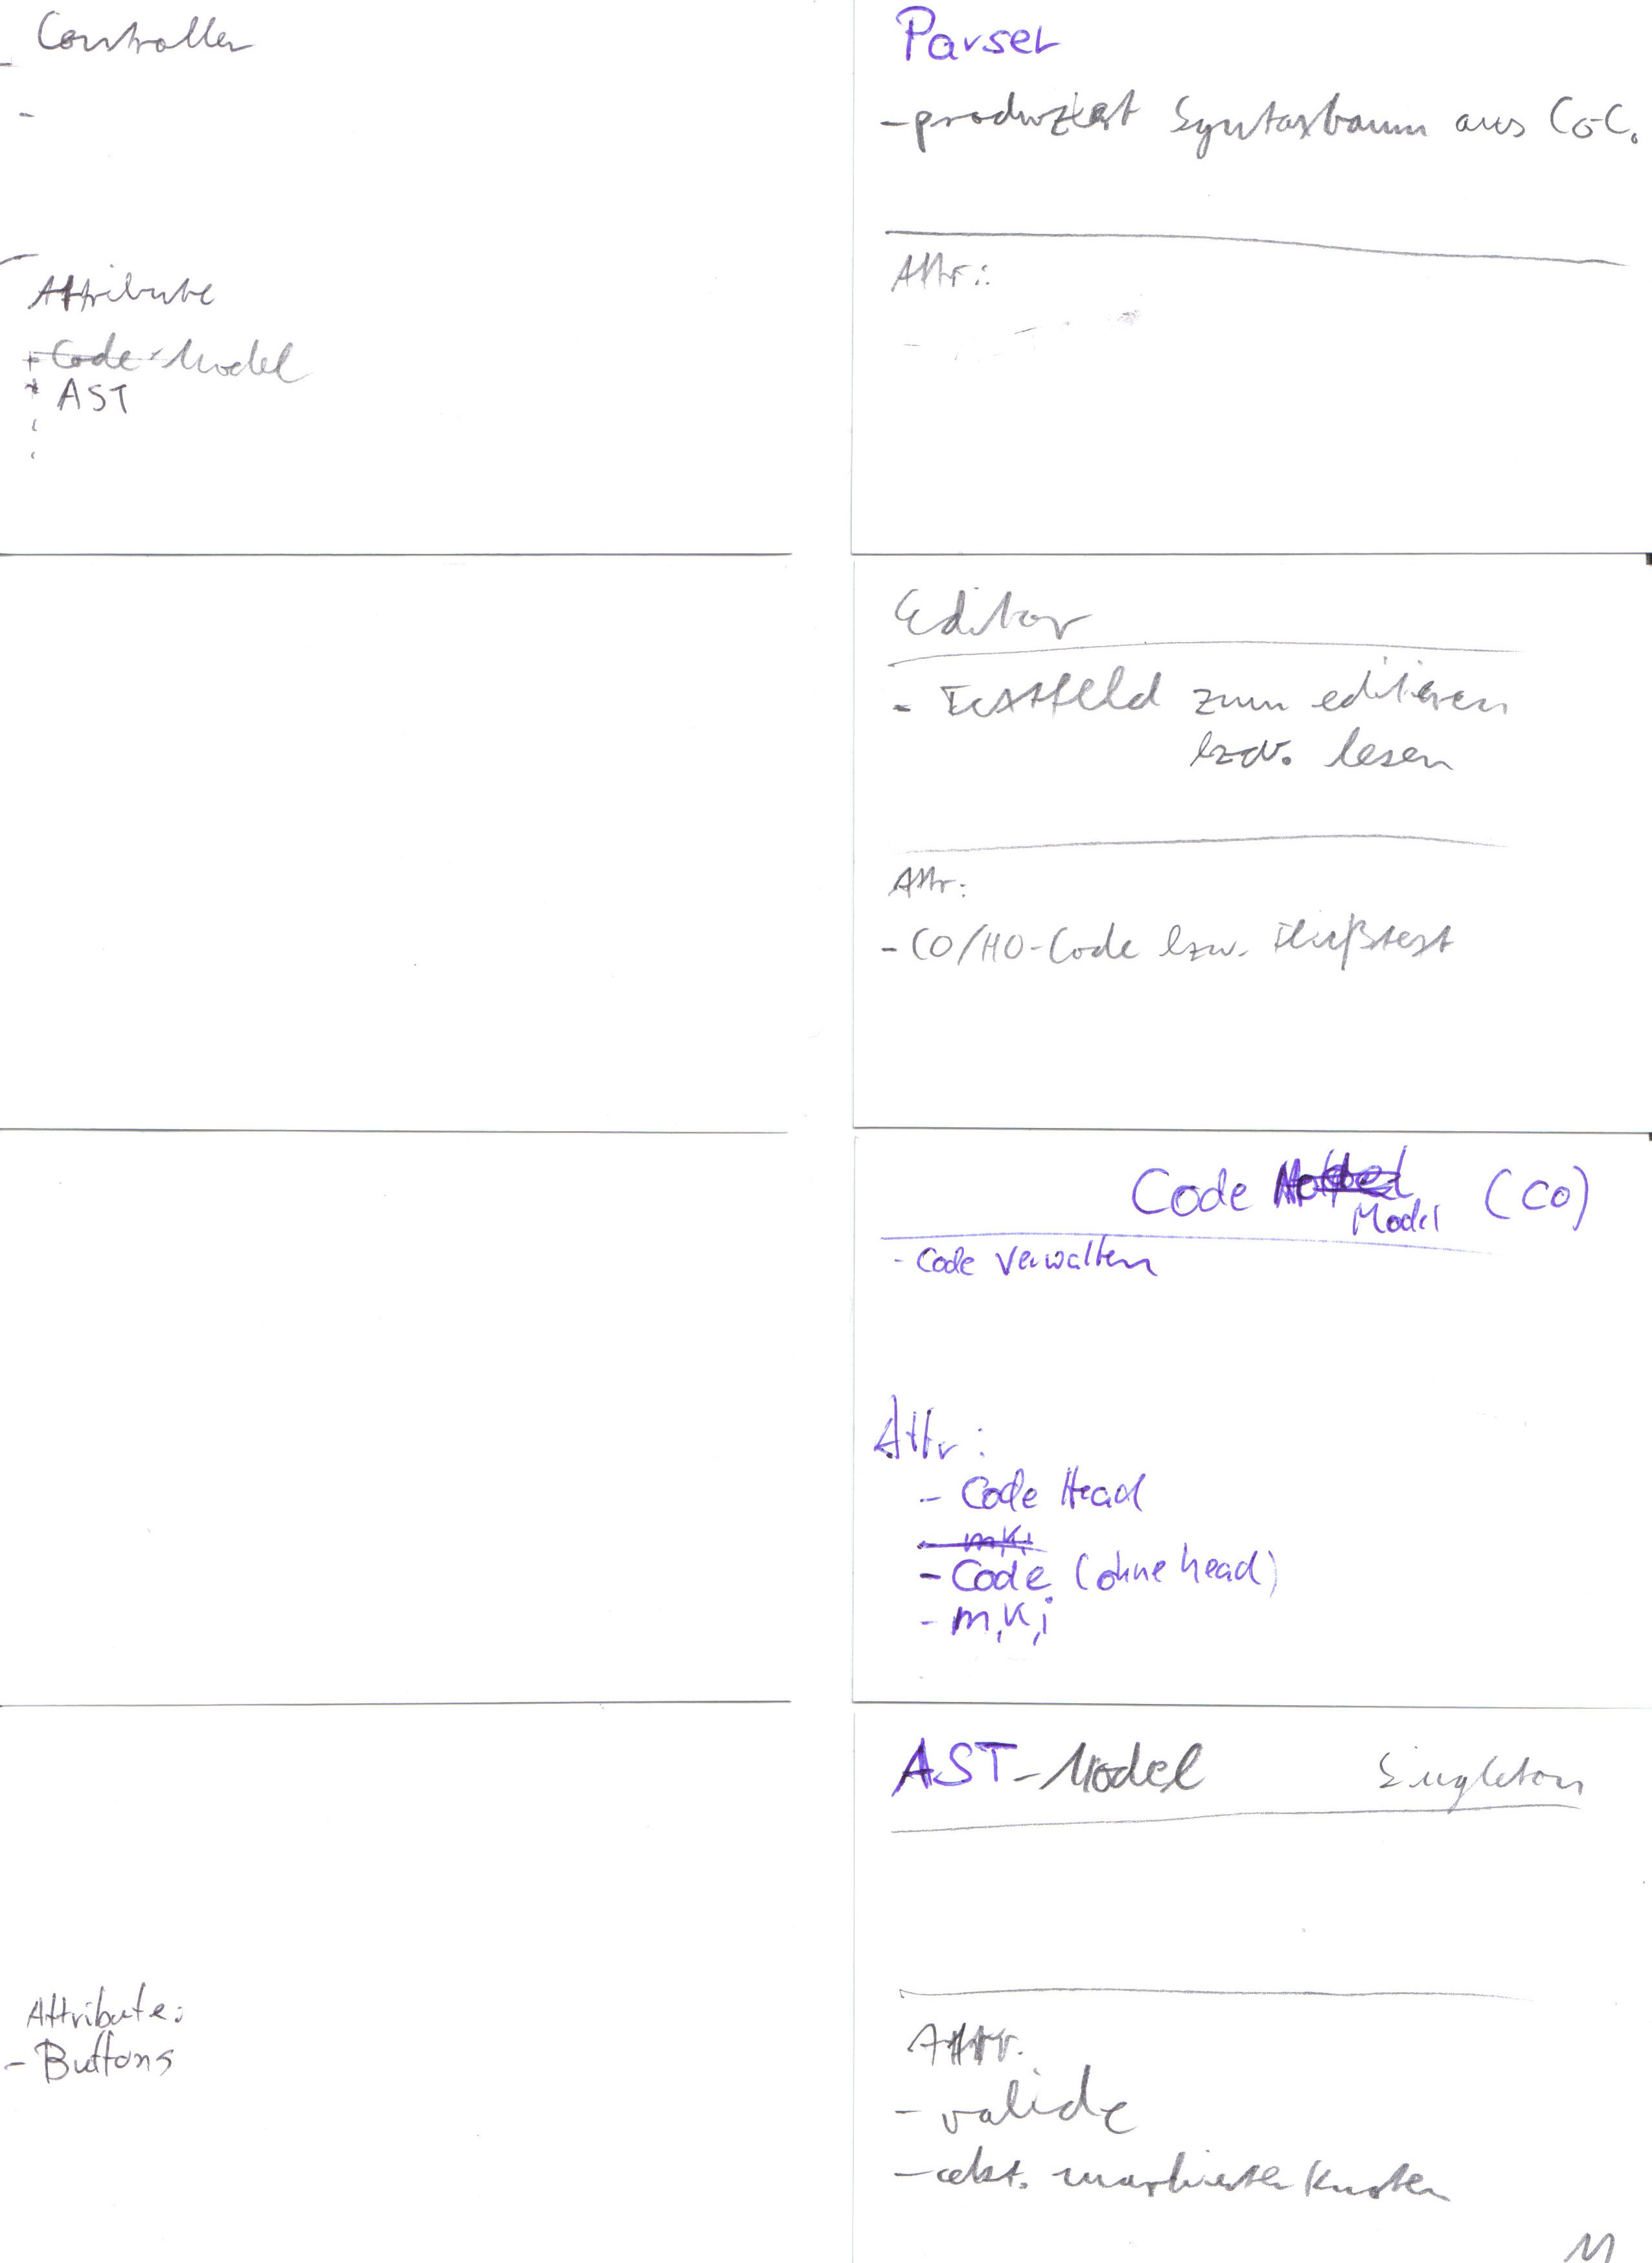 Controller
-
-
Attribute
+ Code-Model
* AST
Parser
- produziert Syntaxbaum aus CO-C.
Attr.:
Editor
- Textfeld zum editieren
bzw. lesen
Attr:
- CO/HO-Code bzw. Fließtext
Code Model (CO)
- Code verwalten
Attr:
- Code Head
- m,k,i
- Code (ohne head)
- m,k,i
Attribute:
- Buttons
AST-Model Singleton
Attr.
- valide
- akt. markierter Knoten